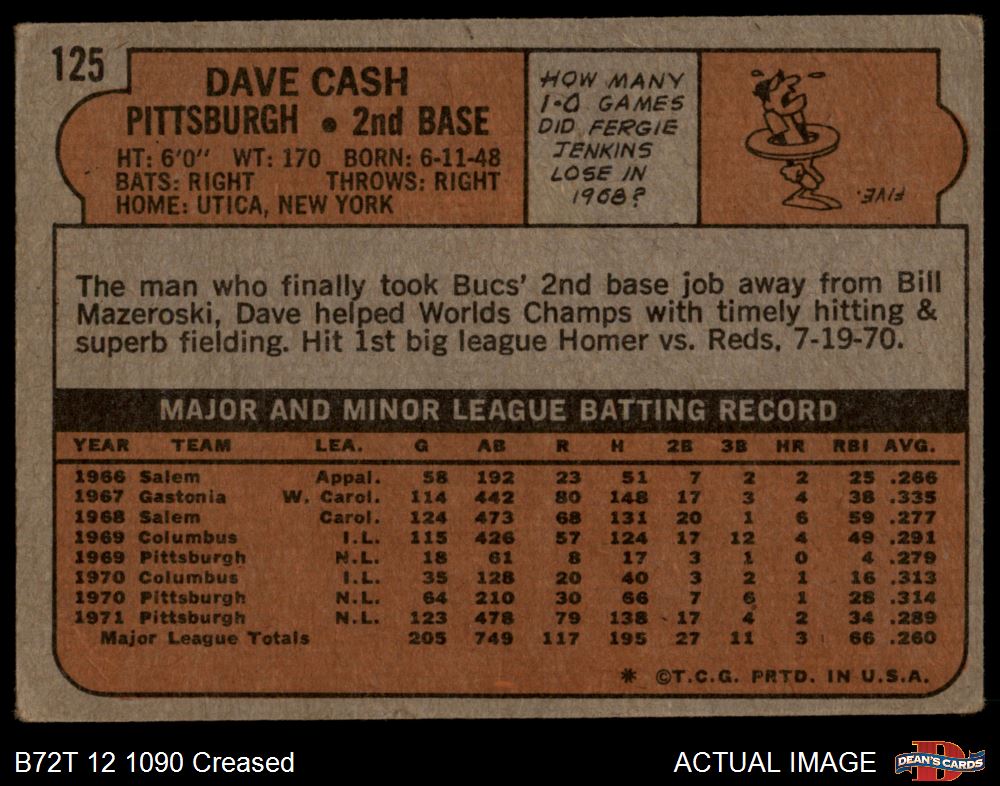 125
DAVE CASH
PITTSBURGH • 2nd BASE
HT: 6'0" WT: 170 BORN: 6-11-48
BATS: RIGHT THROWS: RIGHT
HOME: UTICA, NEW YORK
HOW MANY
1-0 GAMES
DID FERGIE
JENKINS
LOSE IN
1968?
FIVE.
The man who finally took Bucs' 2nd base job away from Bill
Mazeroski, Dave helped Worlds Champs with timely hitting &
superb fielding. Hit 1st big league Homer vs. Reds, 7-19-70.
MAJOR AND MINOR LEAGUE BATTING RECORD
YEAR TEAM LEA. G AB R H 2B 3B HR RBI AVG.
1966 Salem Appal. 58 192 23 51 7 2 2 25 .266
1967 Gastonia W. Carol. 114 442 80 148 17 3 4 38 .335
1968 Salem Carol. 124 473 68 131 20 1 6 59 .277
1969 Columbus I.L. 115 426 57 124 17 12 4 49 .291
1969 Pittsburgh N.L. 18 61 8 17 3 1 0 4 .279
1970 Columbus I.L. 35 128 20 40 3 2 1 16 .313
1970 Pittsburgh N.L. 64 210 30 66 7 6 1 28 .314
1971 Pittsburgh N.L. 123 478 79 138 17 4 2 34 .289
Major League Totals 205 749 117 195 27 11 3 66 .260
* ©T.C.G. PRTD. IN U.S.A.
B72T 12 1090 Creased
ACTUAL IMAGE
DEAN'S CARDS